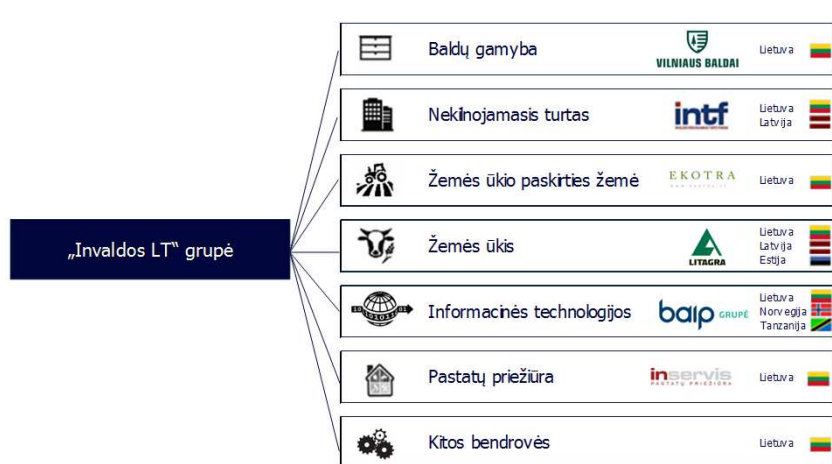 „Invaldos LT“ grupė
Baldų gamyba
VILNIAUS BALDAI
Lietuva
Nekilnojamasis turtas
intf
Lietuva
Latvija
Žemės ūkio paskirties žemė
EKOTRA
Lietuva
Žemės ūkis
LITAGRA
Lietuva
Latvija
Estija
Informacinės technologijos
baip GRUPĖ
Lietuva
Norvegija
Tanzanija
Pastatų priežiūra
inservis
PASTATŲ PRIEŽIŪRA
Lietuva
Kitos bendrovės
Lietuva